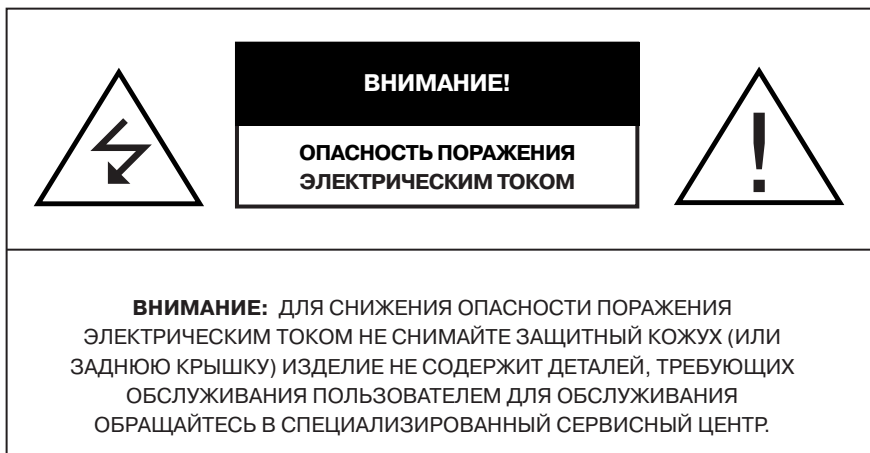 ВНИМАНИЕ!
ОПАСНОСТЬ ПОРАЖЕНИЯ
ЭЛЕКТРИЧЕСКИМ ТОКОМ
!
ВНИМАНИЕ: ДЛЯ СНИЖЕНИЯ ОПАСНОСТИ ПОРАЖЕНИЯ
ЭЛЕКТРИЧЕСКИМ ТОКОМ НЕ СНИМАЙТЕ ЗАЩИТНЫЙ КОЖУХ (ИЛИ
ЗАДНЮЮ КРЫШКУ) ИЗДЕЛИЕ НЕ СОДЕРЖИТ ДЕТАЛЕЙ, ТРЕБУЮЩИХ
ОБСЛУЖИВАНИЯ ПОЛЬЗОВАТЕЛЕМ ДЛЯ ОБСЛУЖИВАНИЯ
ОБРАЩАЙТЕСЬ В СПЕЦИАЛИЗИРОВАННЫЙ СЕРВИСНЫЙ ЦЕНТР.